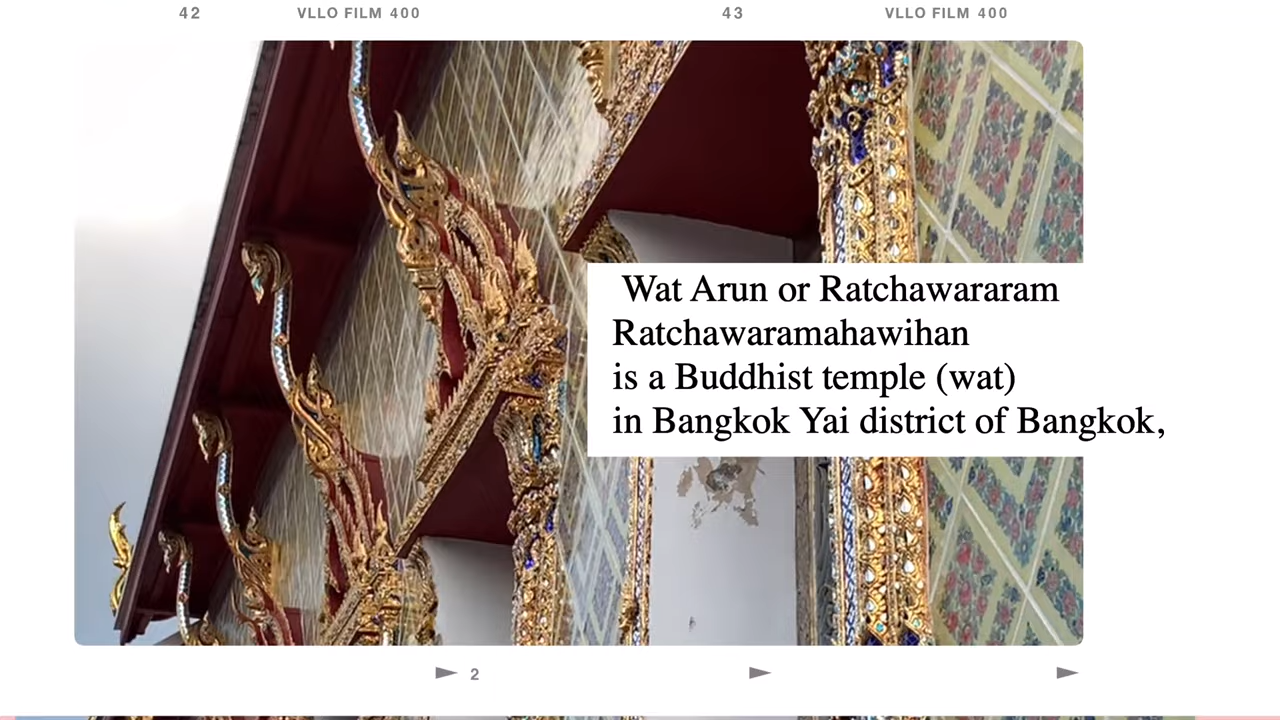 42 VLLO FILM 400 43 VLLO FILM 400
Wat Arun or Ratchawararam
Ratchawaramahawihan
is a Buddhist temple (wat)
in Bangkok Yai district of Bangkok,
2